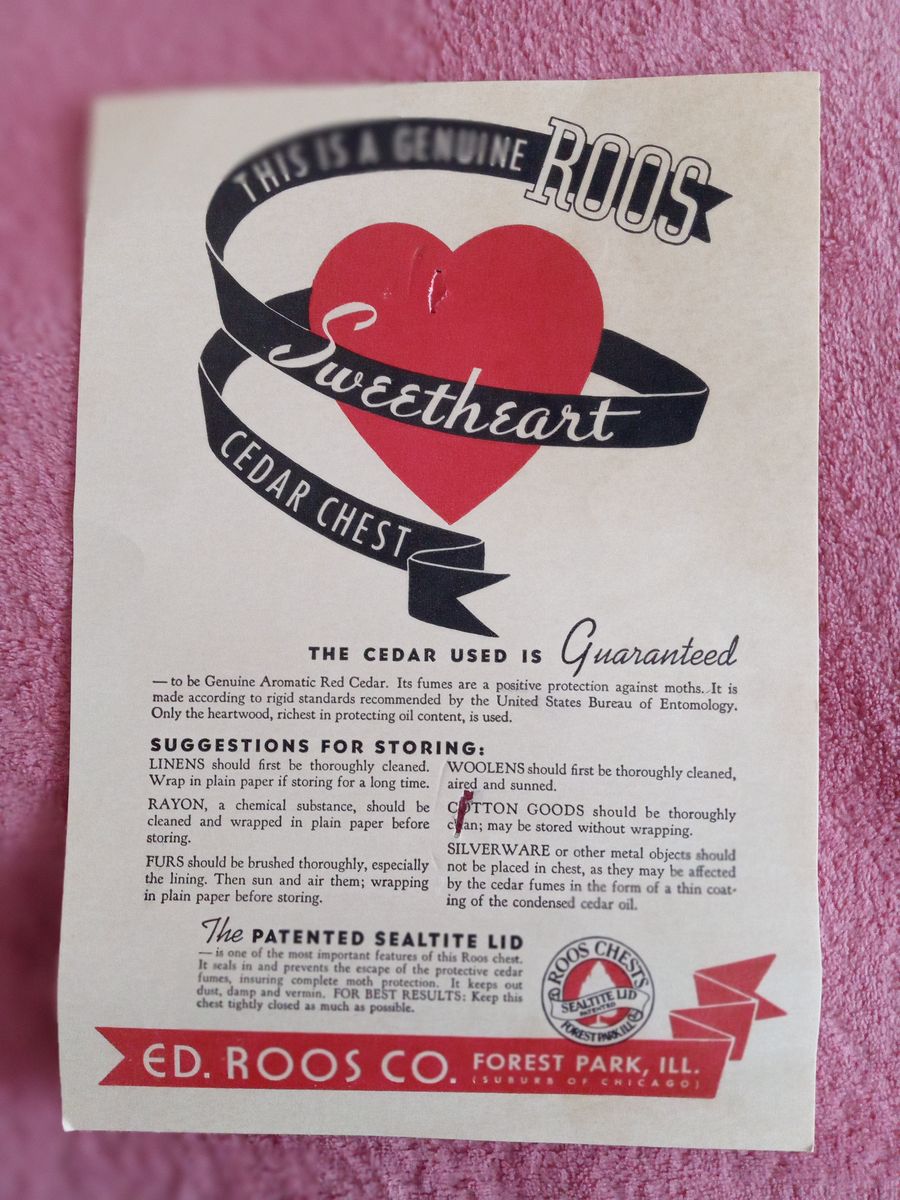 THIS IS A GENUINE ROOS
Sweetheart
CEDAR CHEST
THE CEDAR USED IS Guaranteed
— to be Genuine Aromatic Red Cedar. Its fumes are a positive protection against moths. It is
made according to rigid standards recommended by the United States Bureau of Entomology.
Only the heartwood, richest in protecting oil content, is used.
SUGGESTIONS FOR STORING:
LINENS should first be thoroughly cleaned.
Wrap in plain paper if storing for a long time.
RAYON, a chemical substance, should be
cleaned and wrapped in plain paper before
storing.
FURS should be brushed thoroughly, especially
the lining. Then sun and air them; wrapping
in plain paper before storing.
WOOLENS should first be thoroughly cleaned,
aired and sunned.
COTTON GOODS should be thoroughly
clean; may be stored without wrapping.
SILVERWARE or other metal objects should
not be placed in chest, as they may be affected
by the cedar fumes in the form of a thin coat-
ing of the condensed cedar oil.
The PATENTED SEALTITE LID
— is one of the most important features of this Roos chest.
It seals in and prevents the escape of the protective cedar
fumes, insuring complete moth protection. It keeps out
dust, damp and vermin. FOR BEST RESULTS: Keep this
chest tightly closed as much as possible.
ROOS CHESTS
SEALTITE LID
PATENTED
FOREST PARK ILL
ED. ROOS CO. FOREST PARK, ILL.
(SUBURB OF CHICAGO)